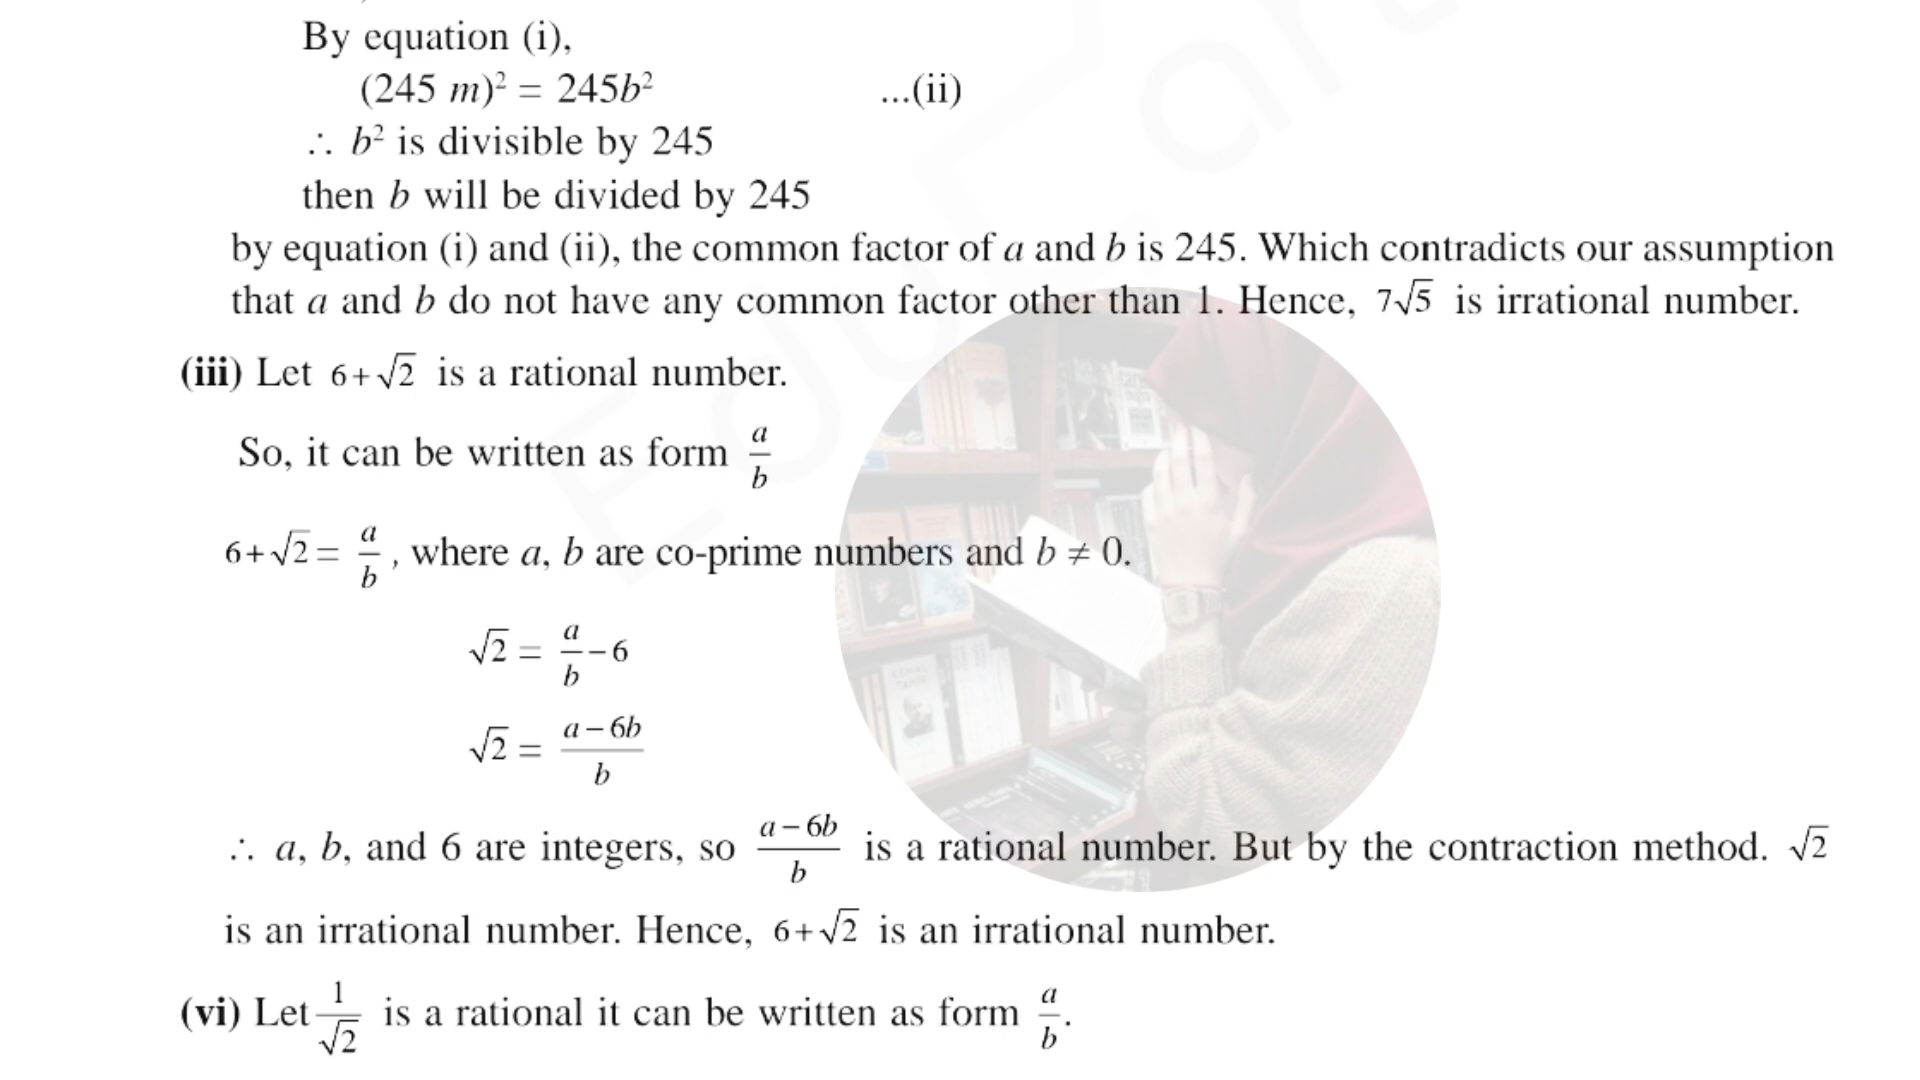 By equation (i),
(245 m)² = 245b² ...(ii)
∴ b² is divisible by 245
then b will be divided by 245
by equation (i) and (ii), the common factor of a and b is 245. Which contradicts our assumption
that a and b do not have any common factor other than 1. Hence, 7√5 is irrational number.
(iii) Let 6+√2 is a rational number.
So, it can be written as form a/b
6+√2 = a/b, where a, b are co-prime numbers and b ≠ 0.
√2 = a/b – 6
√2 = (a – 6b)/b
∴ a, b, and 6 are integers, so (a – 6b)/b is a rational number. But by the contraction method. √2
is an irrational number. Hence, 6+√2 is an irrational number.
(vi) Let 1/√2 is a rational it can be written as form a/b.